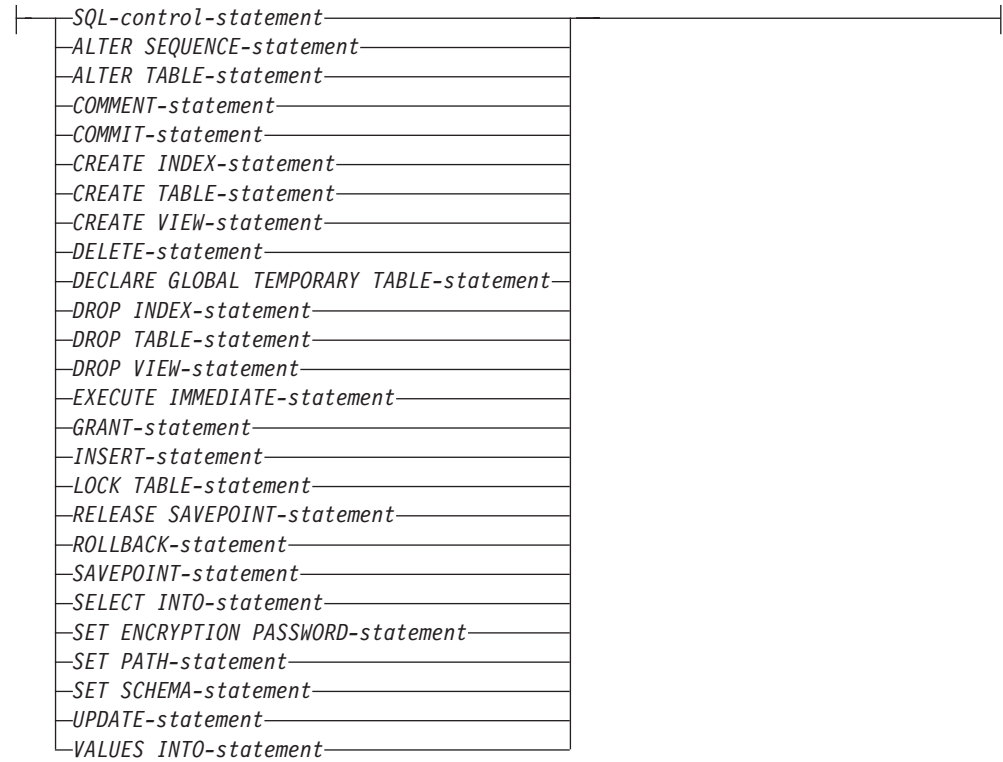 SQL-control-statement
ALTER SEQUENCE-statement
ALTER TABLE-statement
COMMENT-statement
COMMIT-statement
CREATE INDEX-statement
CREATE TABLE-statement
CREATE VIEW-statement
DELETE-statement
DECLARE GLOBAL TEMPORARY TABLE-statement
DROP INDEX-statement
DROP TABLE-statement
DROP VIEW-statement
EXECUTE IMMEDIATE-statement
GRANT-statement
INSERT-statement
LOCK TABLE-statement
RELEASE SAVEPOINT-statement
ROLLBACK-statement
SAVEPOINT-statement
SELECT INTO-statement
SET ENCRYPTION PASSWORD-statement
SET PATH-statement
SET SCHEMA-statement
UPDATE-statement
VALUES INTO-statement